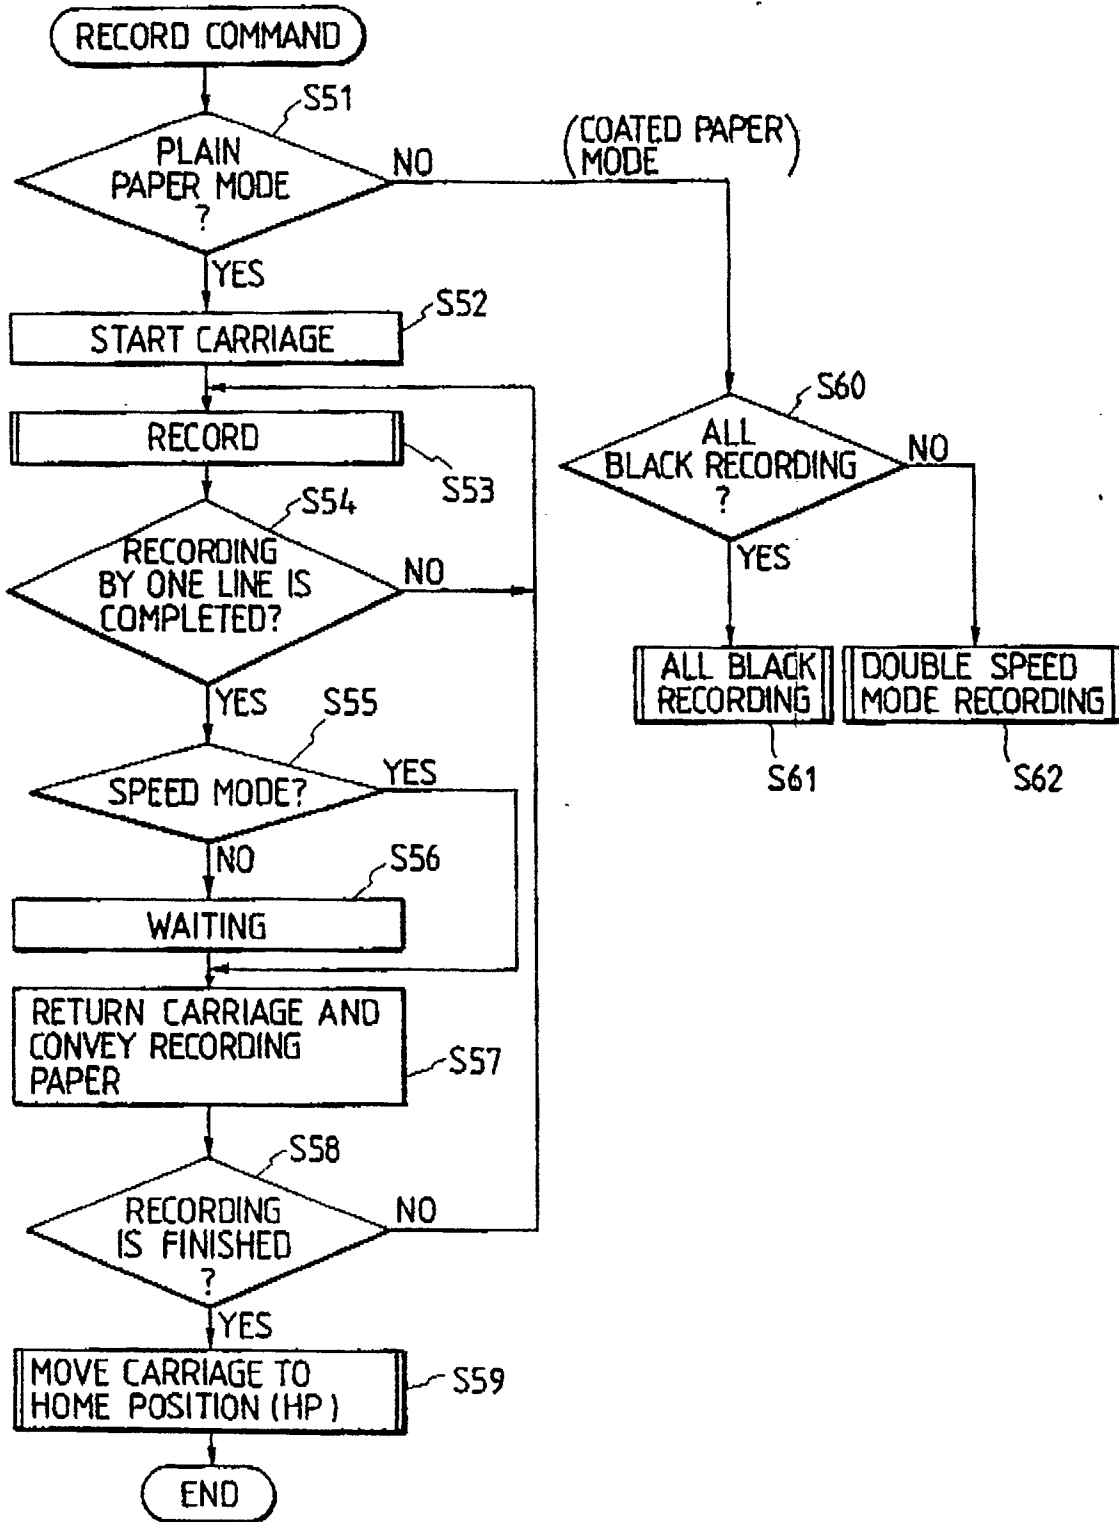 RECORD COMMAND
S51
PLAIN
PAPER MODE
?
NO
(COATED PAPER
MODE)
YES
S52
START CARRIAGE
RECORD
S53
S54
RECORDING
BY ONE LINE IS
COMPLETED?
NO
YES
S55
SPEED MODE?
YES
NO
S56
WAITING
RETURN CARRIAGE AND
CONVEY RECORDING
PAPER
S57
S58
RECORDING
IS FINISHED
?
NO
YES
MOVE CARRIAGE TO
HOME POSITION (HP)
S59
END
S60
ALL
BLACK RECORDING
?
NO
YES
ALL BLACK
RECORDING
S61
DOUBLE SPEED
MODE RECORDING
S62